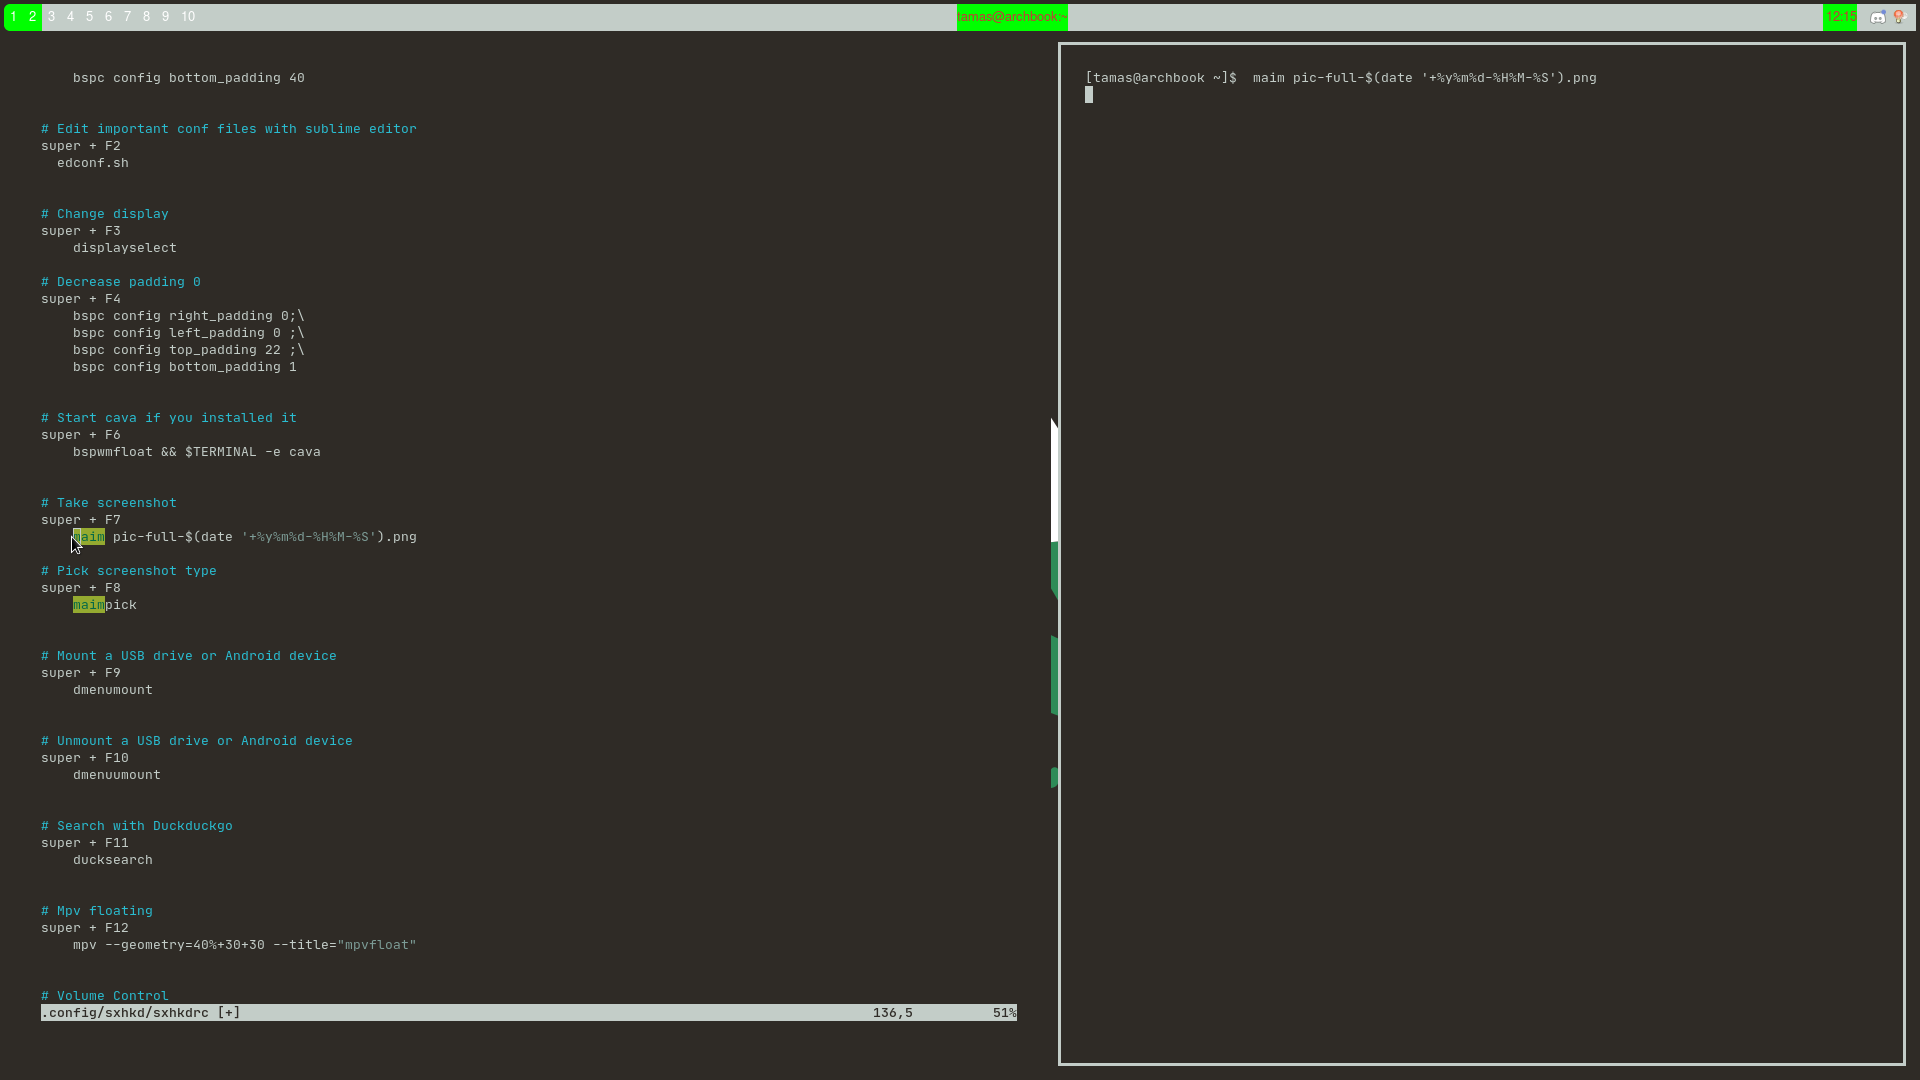 1 2 3 4 5 6 7 8 9 10
tamas@archbook:~
12:15
bspc config bottom_padding 40
# Edit important conf files with sublime editor
super + F2
edconf.sh
# Change display
super + F3
displayselect
# Decrease padding 0
super + F4
bspc config right_padding 0;\
bspc config left_padding 0 ;\
bspc config top_padding 22 ;\
bspc config bottom_padding 1
# Start cava if you installed it
super + F6
bspwmfloat && $TERMINAL -e cava
# Take screenshot
super + F7
maim pic-full-$(date '+%y%m%d-%H%M-%S').png
# Pick screenshot type
super + F8
maimpick
# Mount a USB drive or Android device
super + F9
dmenumount
# Unmount a USB drive or Android device
super + F10
dmenuumount
# Search with Duckduckgo
super + F11
ducksearch
# Mpv floating
super + F12
mpv --geometry=40%+30+30 --title="mpvfloat"
# Volume Control
.config/sxhkd/sxhkdrc [+] 136,5 51%
[tamas@archbook ~]$  maim pic-full-$(date '+%y%m%d-%H%M-%S').png